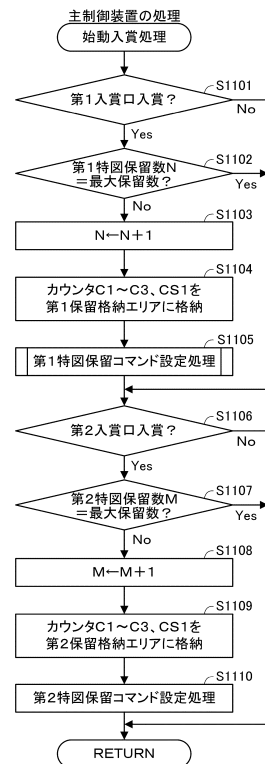 主制御装置の処理
始動入賞処理
S1101
第1入賞口入賞?
No
Yes
S1102
第1特図保留数N
=最大保留数?
Yes
No
S1103
N←N+1
S1104
カウンタC1~C3、CS1を
第1保留格納エリアに格納
S1105
第1特図保留コマンド設定処理
S1106
第2入賞口入賞?
No
Yes
S1107
第2特図保留数M
=最大保留数?
Yes
No
S1108
M←M+1
S1109
カウンタC1~C3、CS1を
第2保留格納エリアに格納
S1110
第2特図保留コマンド設定処理
RETURN